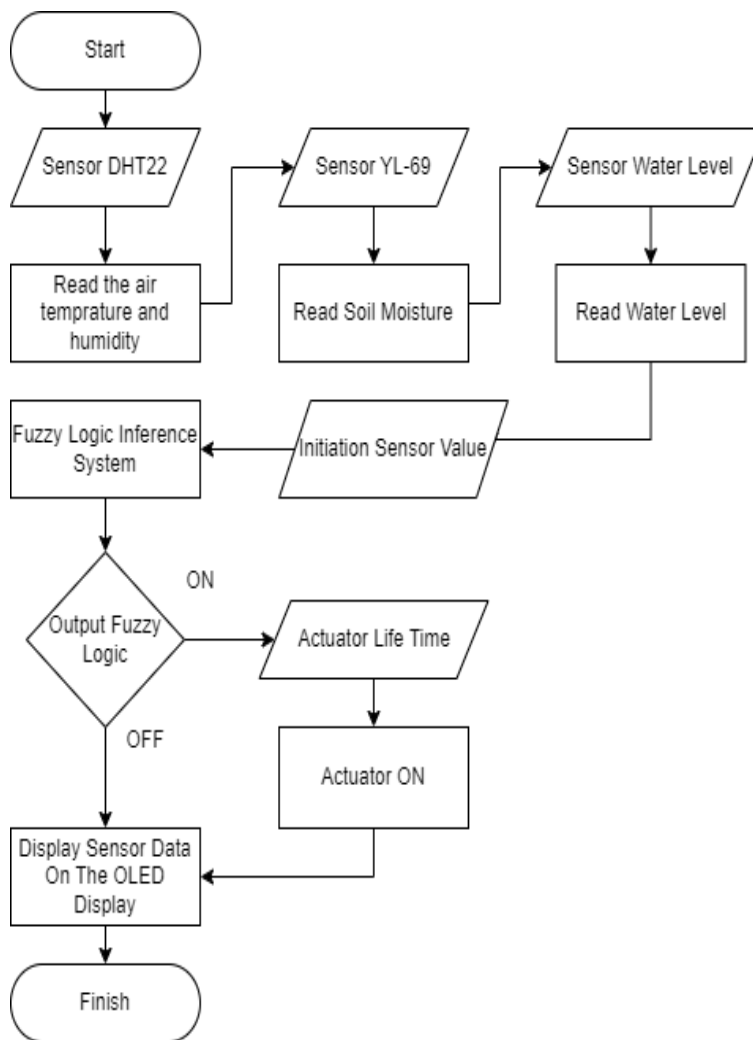 Start
Sensor DHT22
Sensor YL-69
Sensor Water Level
Read the air
temprature and
humidity
Read Soil Moisture
Read Water Level
Fuzzy Logic Inference
System
Initiation Sensor Value
ON
Output Fuzzy
Logic
Actuator Life Time
OFF
Actuator ON
Display Sensor Data
On The OLED
Display
Finish